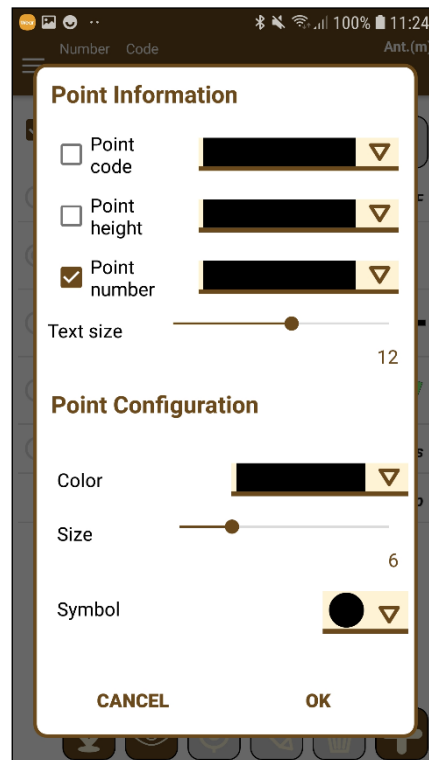 100% 11:24
Number Code Ant.(m)
Point Information
Point
code
Point
height
Point
number
Text size
12
Point Configuration
Color
Size
6
Symbol
CANCEL OK